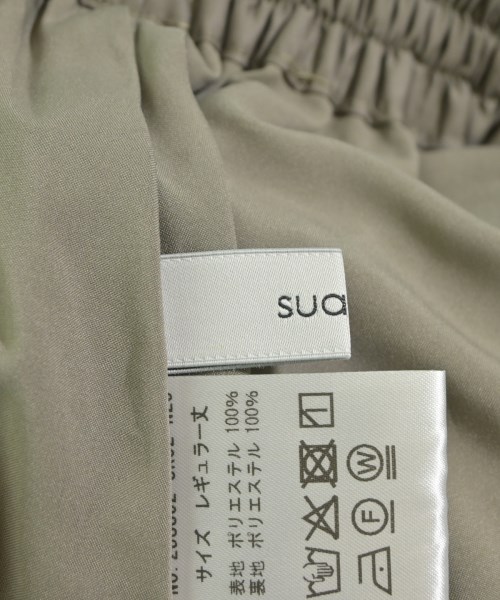 sua
サイズ レギュラー丈
表地 ポリエステル 100%
裏地 ポリエステル 100%
W
F